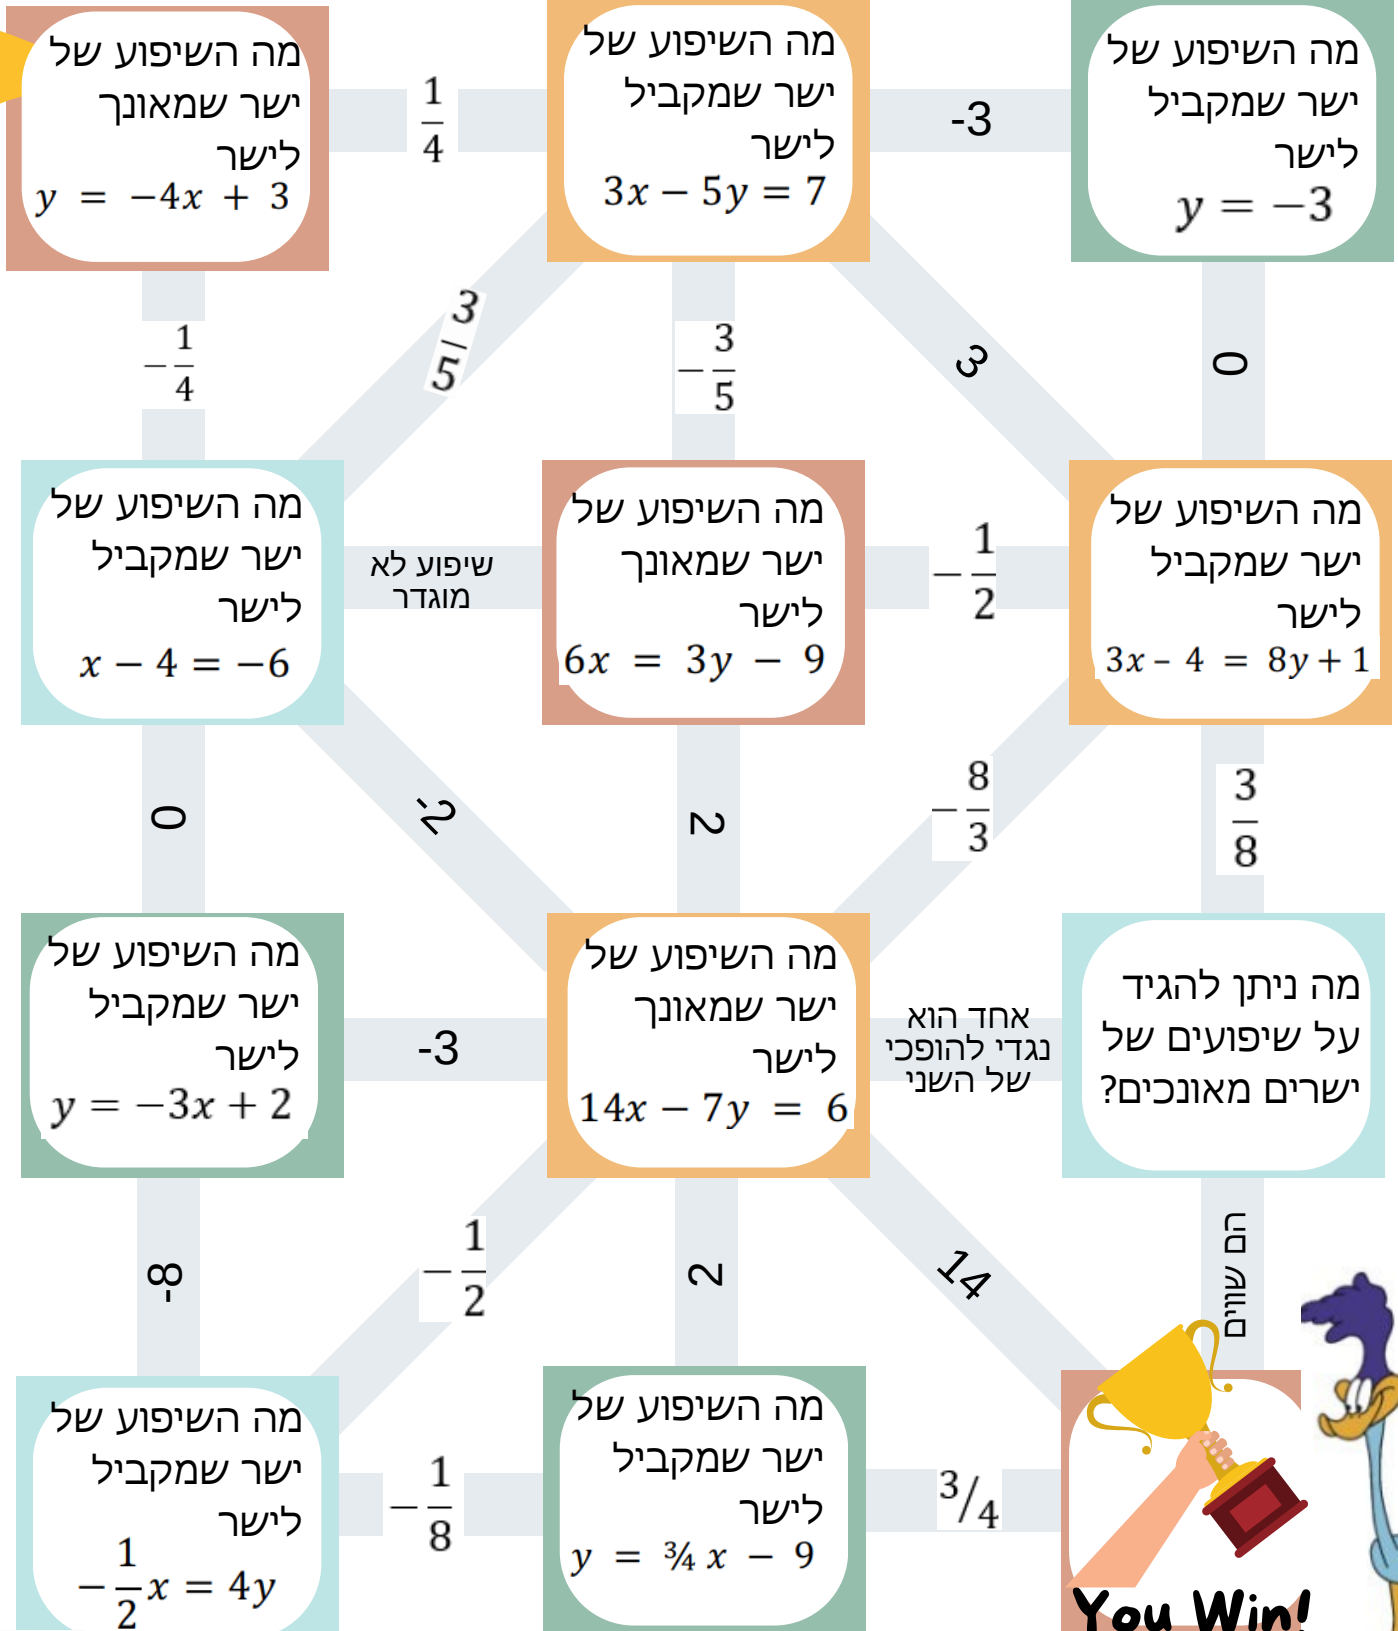 מה השיפוע של
ישר שמאונך
לישר
y = −4x + 3
1/4
מה השיפוע של
ישר שמקביל
לישר
3x − 5y = 7
-3
מה השיפוע של
ישר שמקביל
לישר
y = −3
−1/4
3/5
−3/5
3
0
מה השיפוע של
ישר שמקביל
לישר
x − 4 = −6
שיפוע לא
מוגדר
מה השיפוע של
ישר שמאונך
לישר
6x = 3y − 9
−1/2
מה השיפוע של
ישר שמקביל
לישר
3x − 4 = 8y + 1
0
-2
2
−8/3
3/8
מה השיפוע של
ישר שמקביל
לישר
y = −3x + 2
-3
מה השיפוע של
ישר שמאונך
לישר
14x − 7y = 6
אחד הוא
נגדי להופכי
של השני
מה ניתן להגיד
על שיפועים של
ישרים מאונכים?
-8
−1/2
2
14
הם שווים
מה השיפוע של
ישר שמקביל
לישר
−1/2x = 4y
−1/8
מה השיפוע של
ישר שמקביל
לישר
y = ¾ x − 9
3/4
You Win!